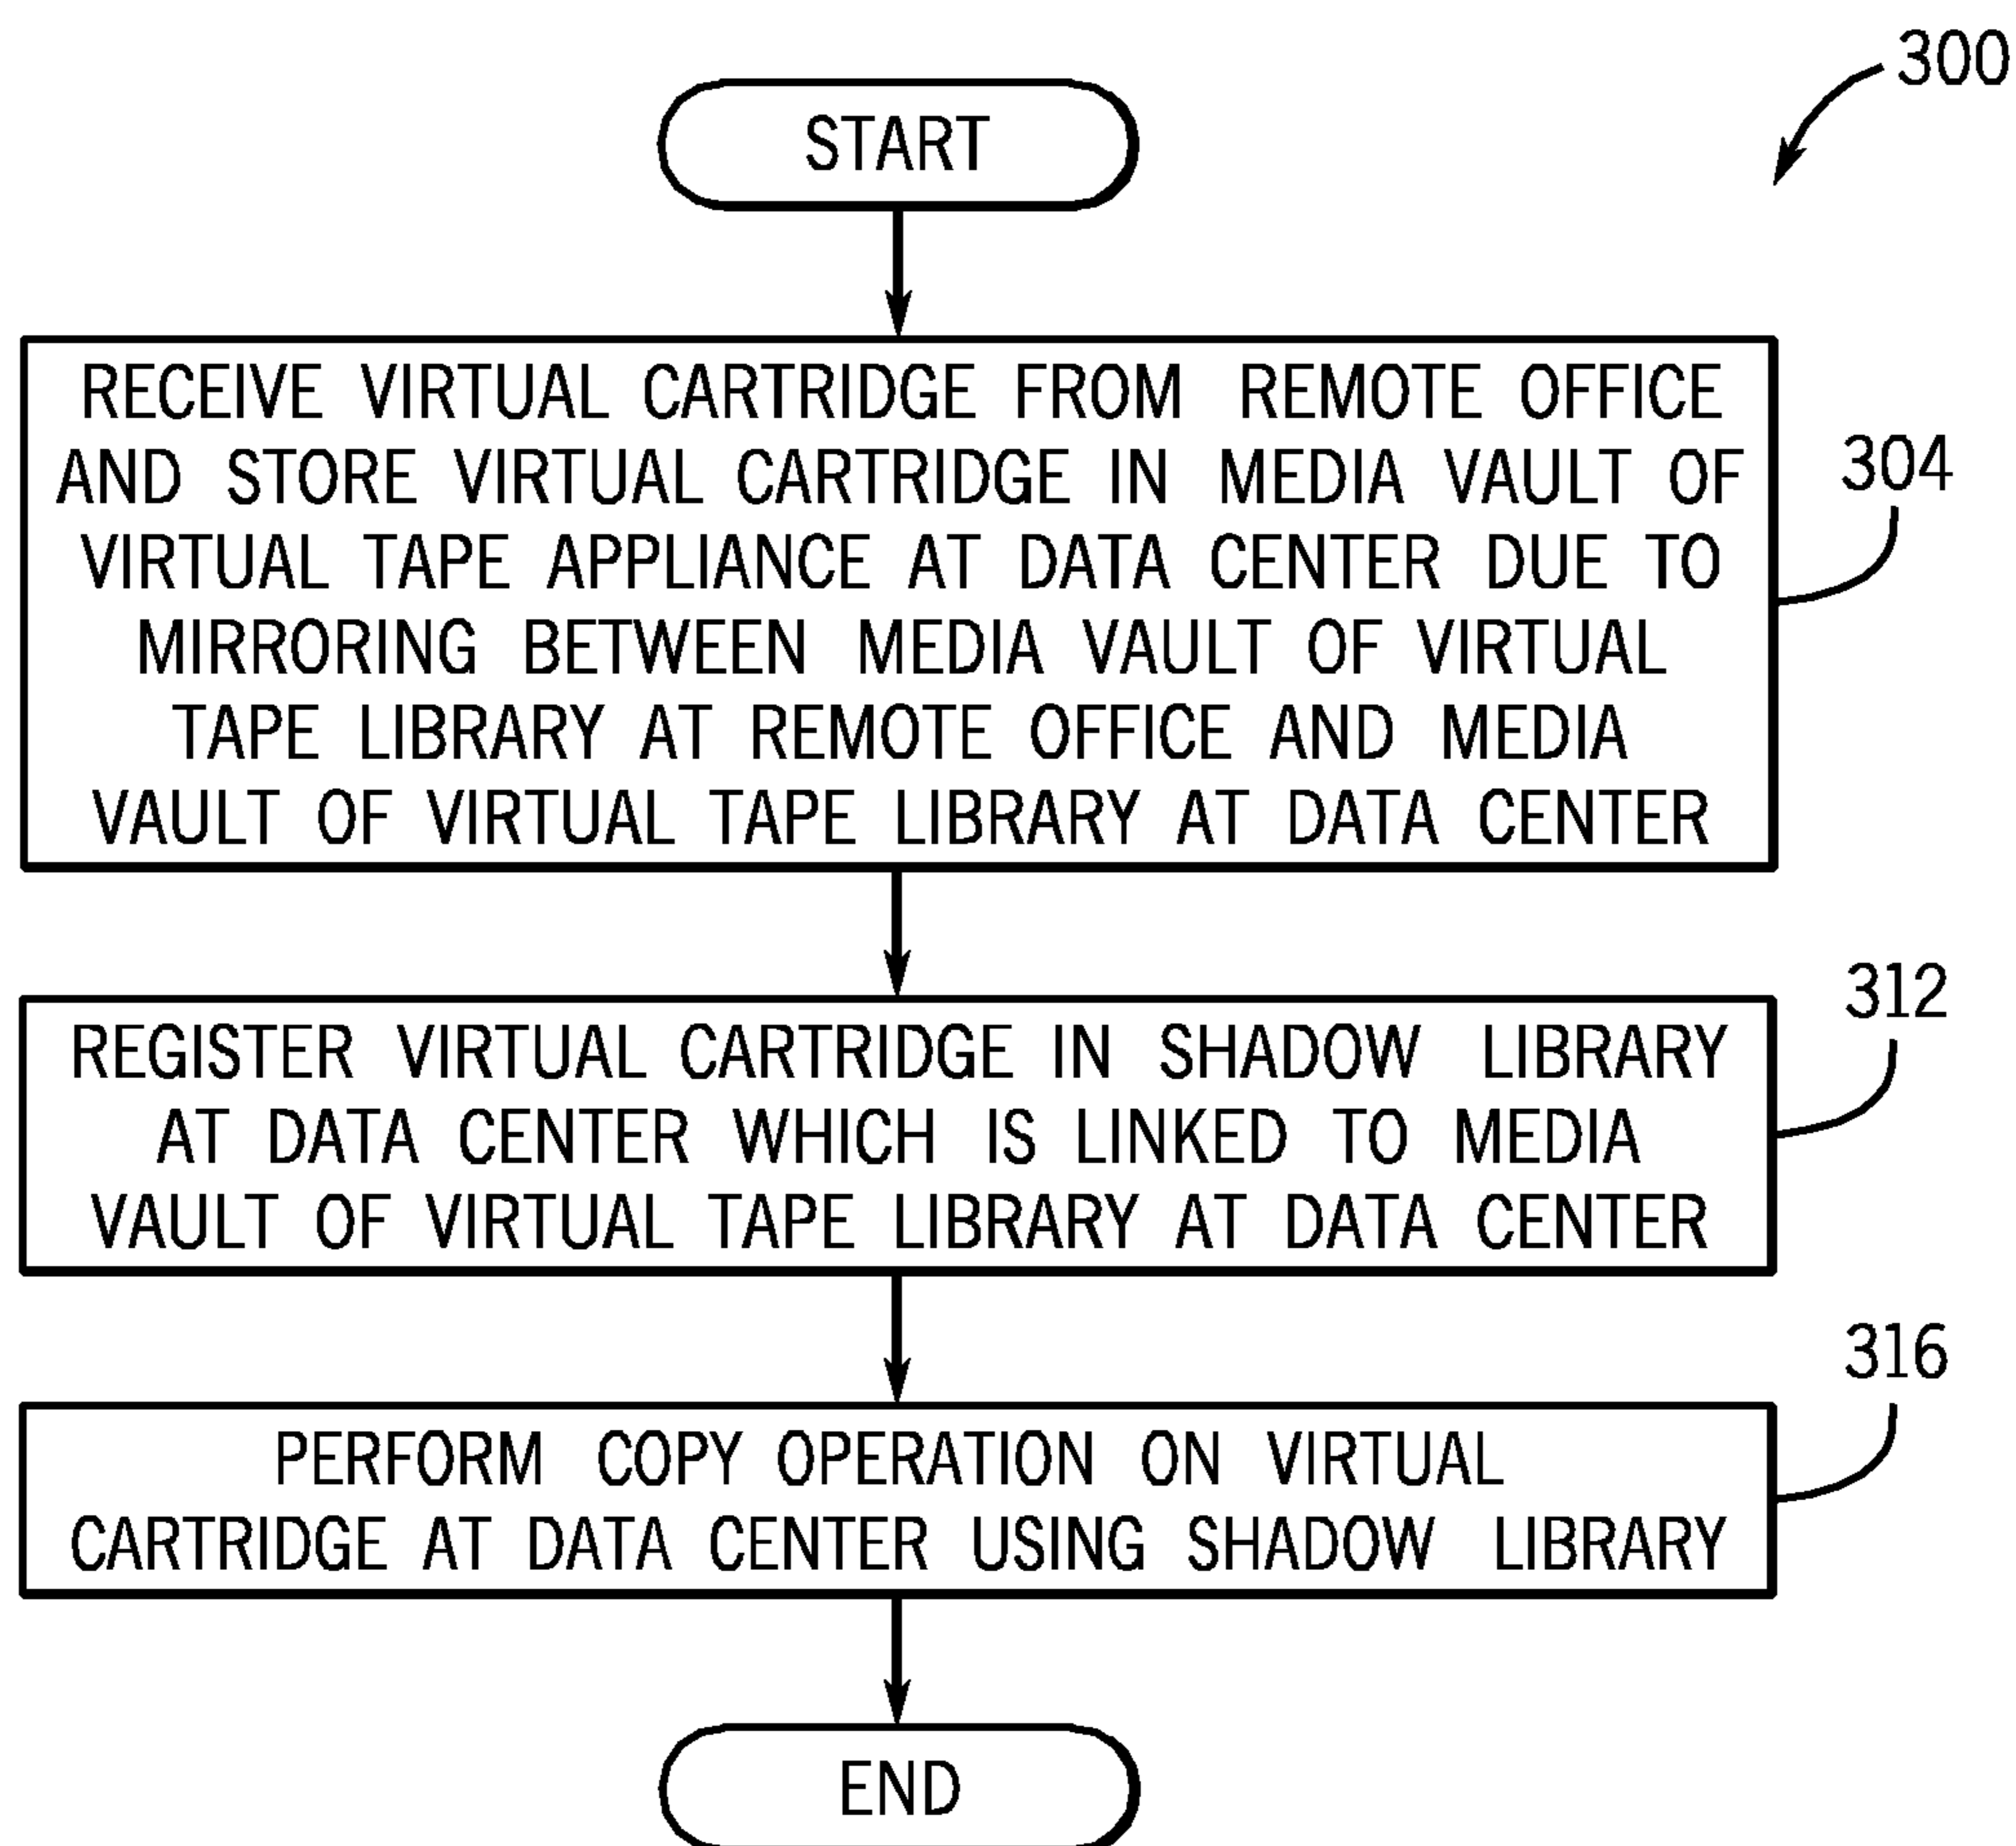 300
START
RECEIVE VIRTUAL CARTRIDGE FROM REMOTE OFFICE
AND STORE VIRTUAL CARTRIDGE IN MEDIA VAULT OF
VIRTUAL TAPE APPLIANCE AT DATA CENTER DUE TO
MIRRORING BETWEEN MEDIA VAULT OF VIRTUAL
TAPE LIBRARY AT REMOTE OFFICE AND MEDIA
VAULT OF VIRTUAL TAPE LIBRARY AT DATA CENTER
304
REGISTER VIRTUAL CARTRIDGE IN SHADOW LIBRARY
AT DATA CENTER WHICH IS LINKED TO MEDIA
VAULT OF VIRTUAL TAPE LIBRARY AT DATA CENTER
312
PERFORM COPY OPERATION ON VIRTUAL
CARTRIDGE AT DATA CENTER USING SHADOW LIBRARY
316
END